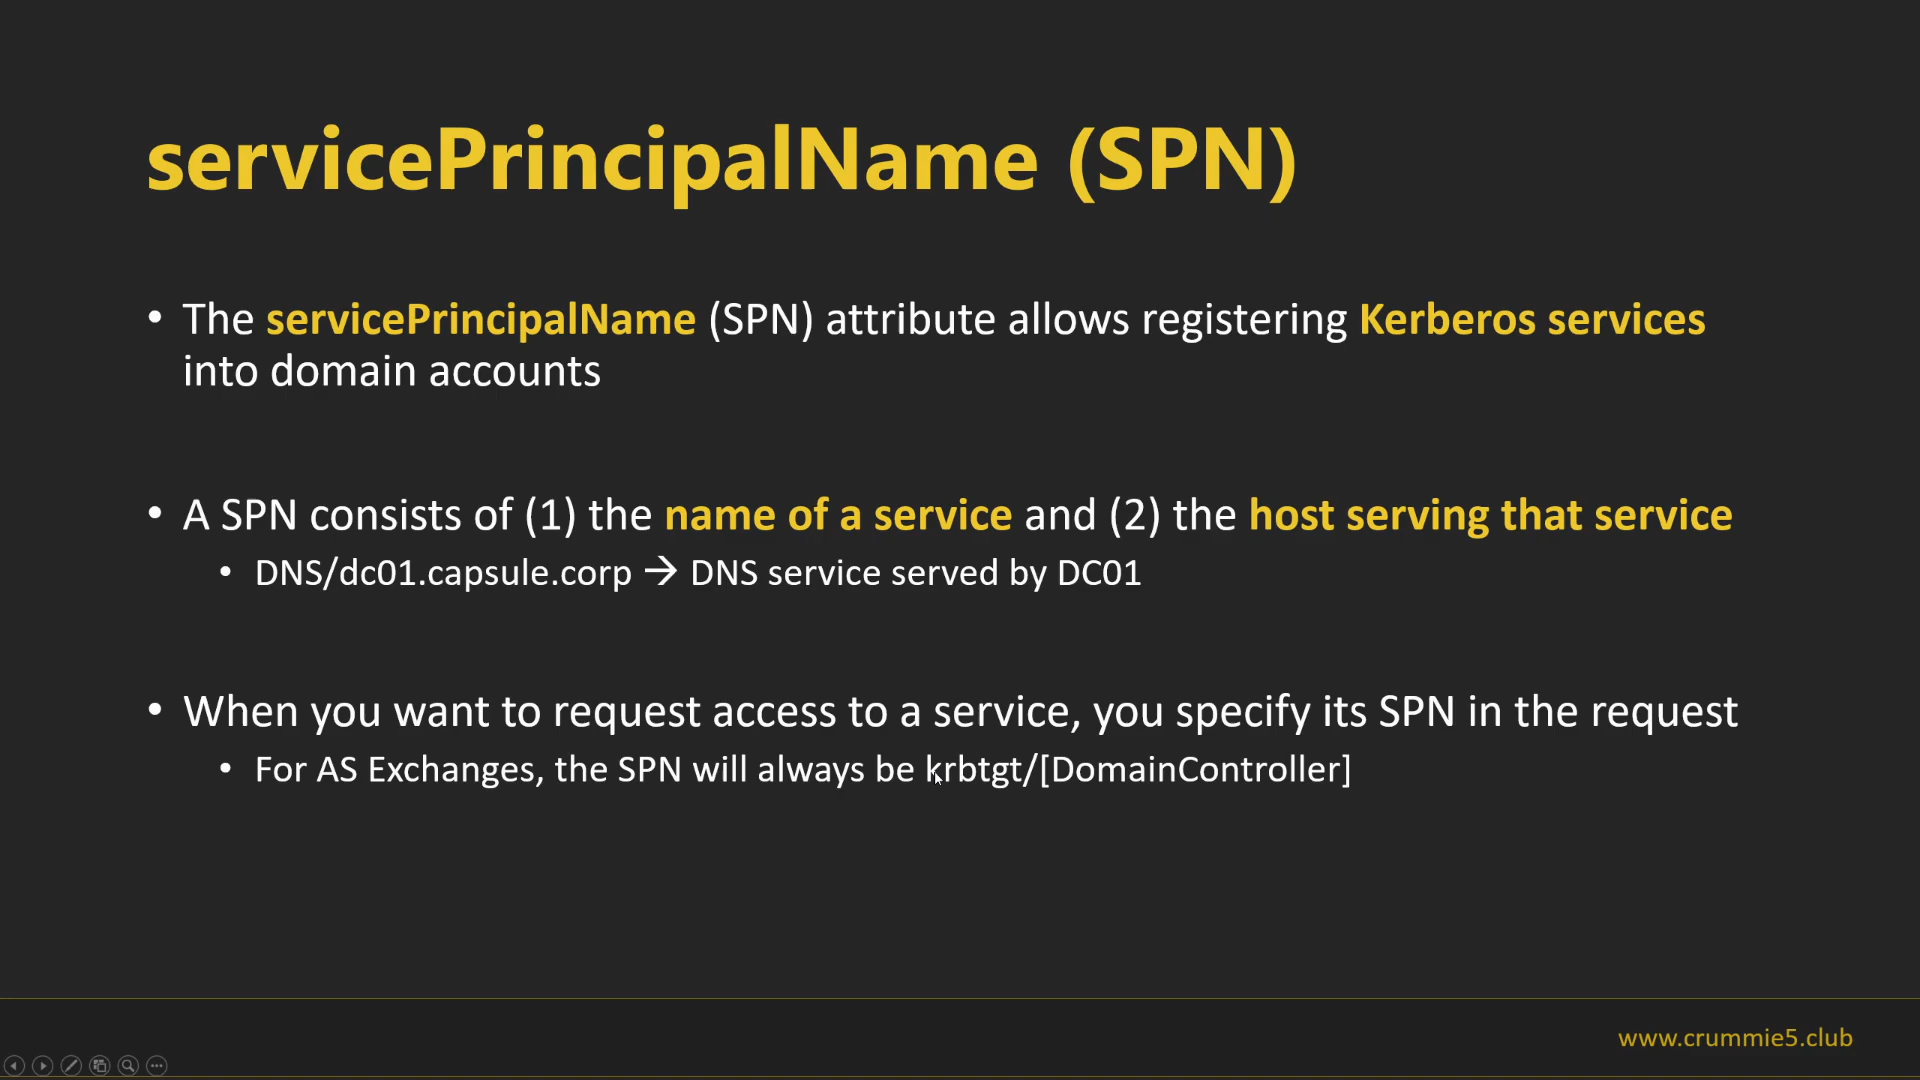 servicePrincipalName (SPN)
• The servicePrincipalName (SPN) attribute allows registering Kerberos services
into domain accounts
• A SPN consists of (1) the name of a service and (2) the host serving that service
• DNS/dc01.capsule.corp → DNS service served by DC01
• When you want to request access to a service, you specify its SPN in the request
• For AS Exchanges, the SPN will always be krbtgt/[DomainController]
www.crummie5.club